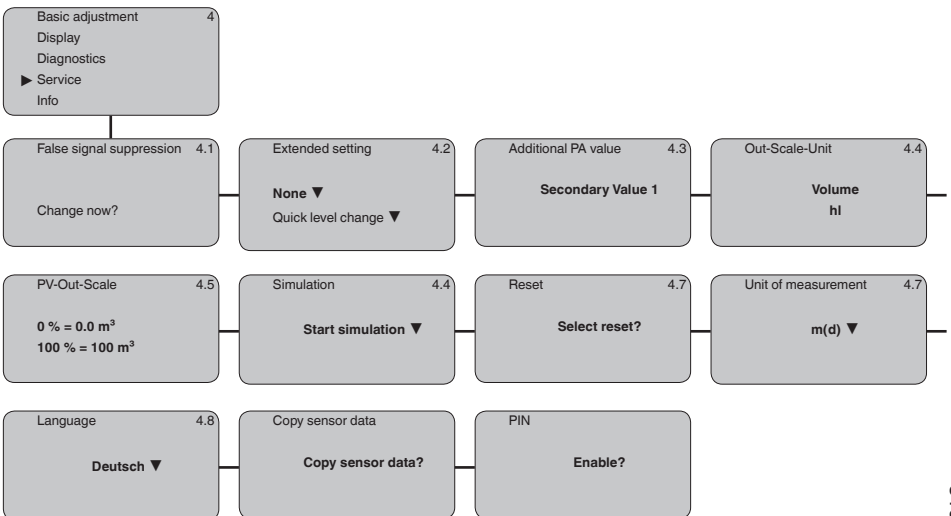 Basic adjustment 4
Display
Diagnostics
▶ Service
Info
False signal suppression 4.1
Change now?
Extended setting 4.2
None ▼
Quick level change ▼
Additional PA value 4.3
Secondary Value 1
Out-Scale-Unit 4.4
Volume
hl
PV-Out-Scale 4.5
0 % = 0.0 m³
100 % = 100 m³
Simulation 4.4
Start simulation ▼
Reset 4.7
Select reset?
Unit of measurement 4.7
m(d) ▼
Language 4.8
Deutsch ▼
Copy sensor data
Copy sensor data?
PIN
Enable?